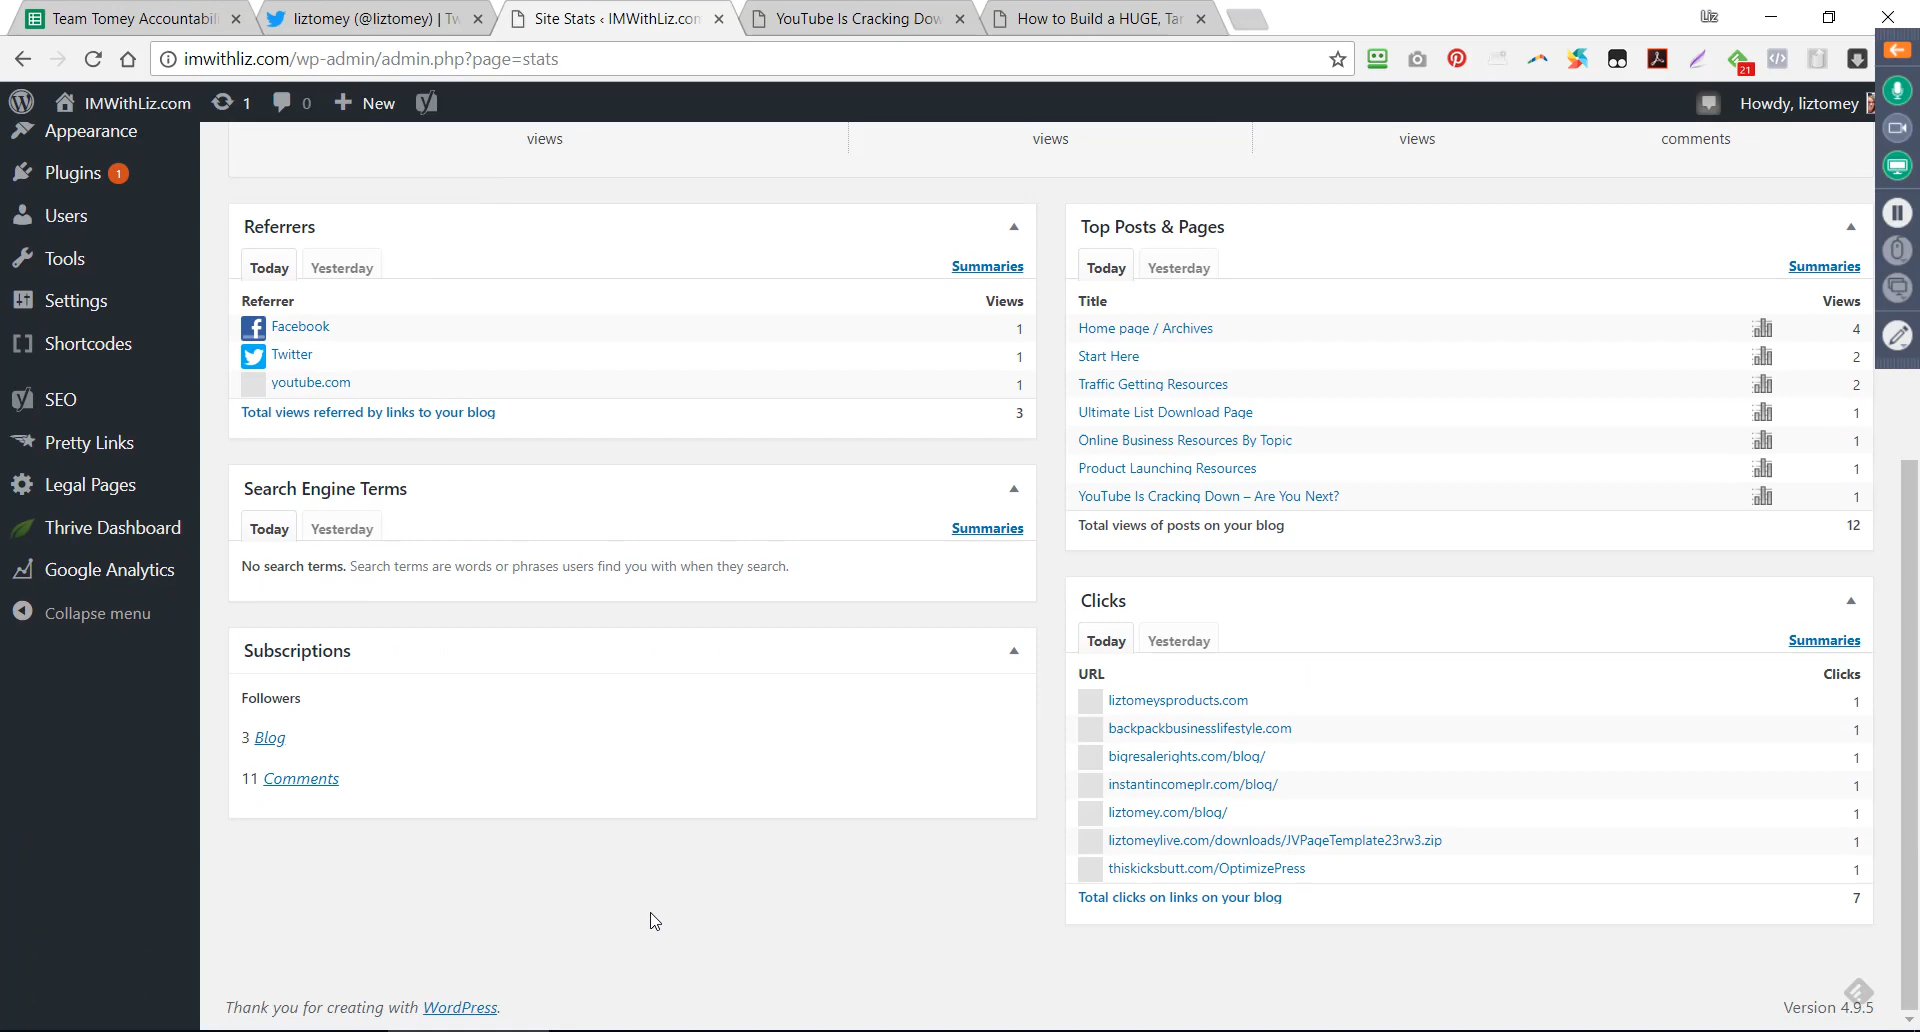 Team Tomey Accountabil
liztomey (@liztomey) | Tw
Site Stats ‹ IMWithLiz.com
YouTube Is Cracking Dow
How to Build a HUGE, Tar
Liz
imwithliz.com/wp-admin/admin.php?page=stats
21
IMWithLiz.com
1
0
New
Howdy, liztomey
Appearance
Plugins 1
Users
Tools
Settings
Shortcodes
SEO
Pretty Links
Legal Pages
Thrive Dashboard
Google Analytics
Collapse menu
views
views
views
comments
Referrers
Today Yesterday Summaries
Referrer Views
Facebook 1
Twitter 1
youtube.com 1
Total views referred by links to your blog 3
Search Engine Terms
Today Yesterday Summaries
No search terms. Search terms are words or phrases users find you with when they search.
Subscriptions
Followers
3 Blog
11 Comments
Top Posts & Pages
Today Yesterday Summaries
Title Views
Home page / Archives 4
Start Here 2
Traffic Getting Resources 2
Ultimate List Download Page 1
Online Business Resources By Topic 1
Product Launching Resources 1
YouTube Is Cracking Down – Are You Next? 1
Total views of posts on your blog 12
Clicks
Today Yesterday Summaries
URL Clicks
liztomeysproducts.com 1
backpackbusinesslifestyle.com 1
bigresalerights.com/blog/ 1
instantincomeplr.com/blog/ 1
liztomey.com/blog/ 1
liztomeylive.com/downloads/JVPageTemplate23rw3.zip 1
thiskicksbutt.com/OptimizePress 1
Total clicks on links on your blog 7
Thank you for creating with WordPress.
Version 4.9.5